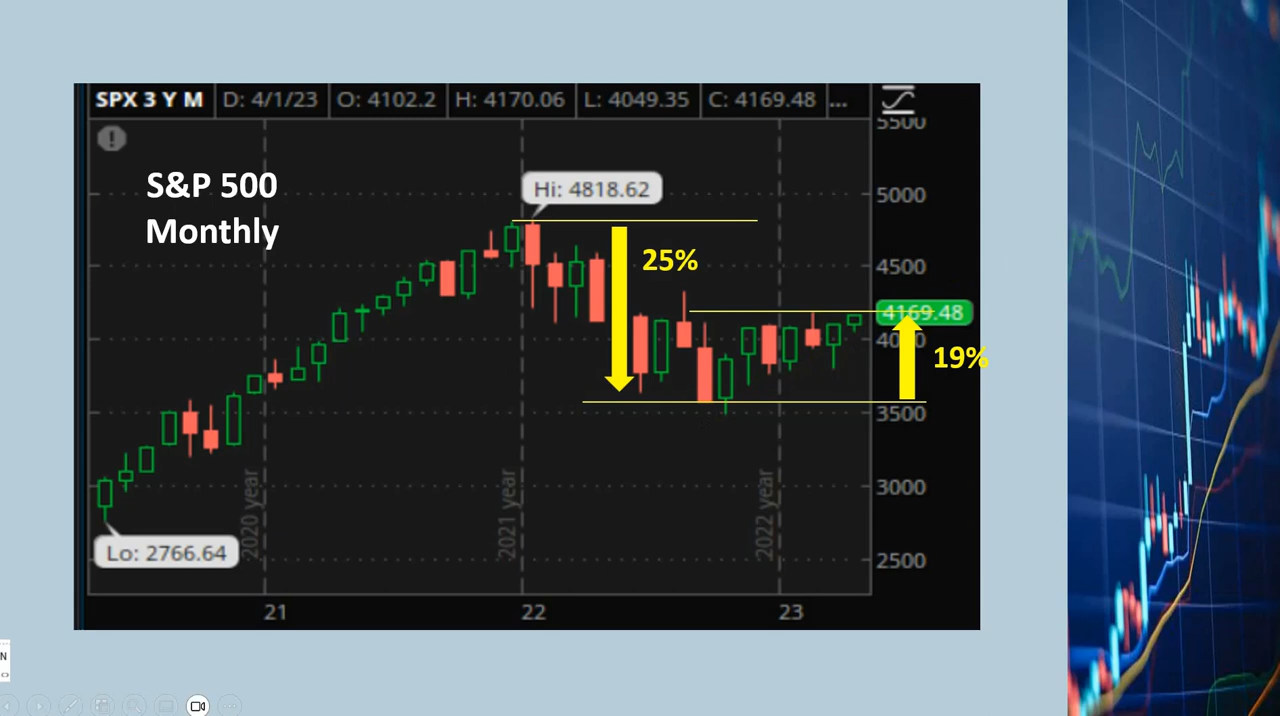 SPX 3 Y M D: 4/1/23 O: 4102.2 H: 4170.06 L: 4049.35 C: 4169.48 ...
5500
S&P 500
Monthly
Hi: 4818.62
5000
25%
4500
4169.48
4000
19%
3500
3000
2500
2020 year
2021 year
2022 year
Lo: 2766.64
21 22 23
N